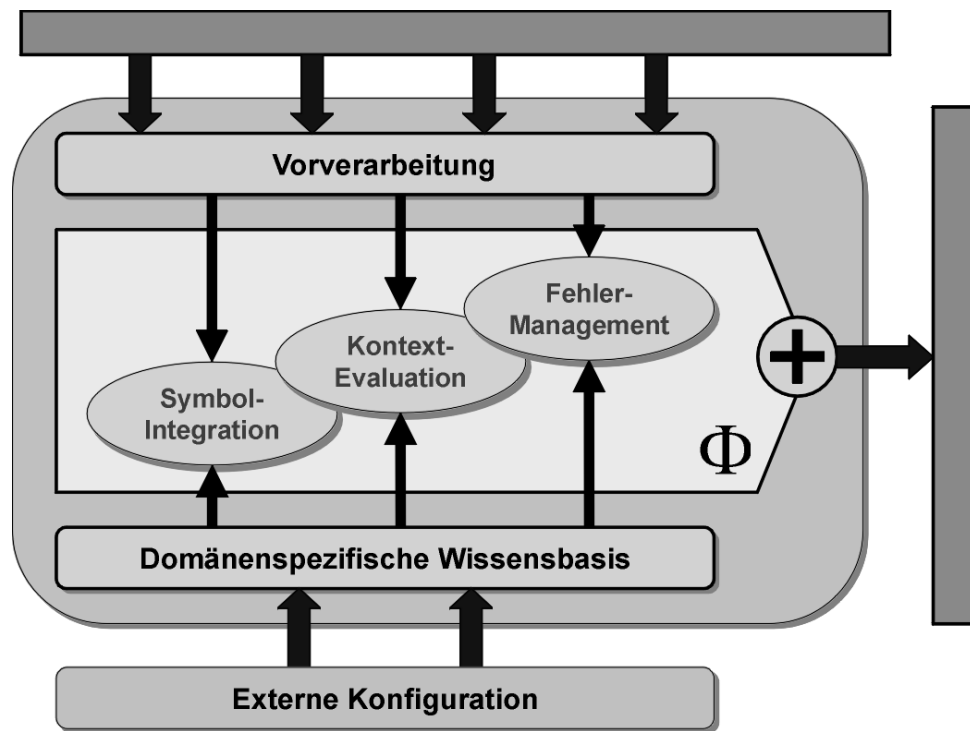 Vorverarbeitung
Fehler-
Management
Kontext-
Evaluation
Symbol-
Integration
+
Φ
Domänenspezifische Wissensbasis
Externe Konfiguration